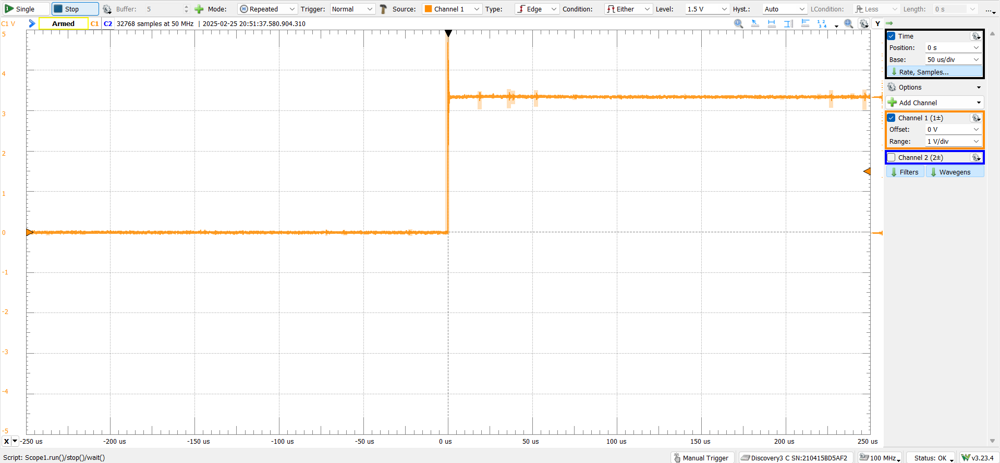 Single Stop Buffer: 5 Mode: Repeated Trigger: Normal Source: Channel 1 Type: Edge Condition: Either Level: 1.5 V Hyst.: Auto LCondition: Less Length: 0 s ...
C1 V Armed C1 C2 32768 samples at 50 MHz | 2025-02-25 20:51:37.580.904.310 1 2 3 4 Y
5
4
3
2
1
0
-1
-2
-3
-4
-5
Time
Position: 0 s
Base: 50 us/div
Rate, Samples...
Options
Add Channel
Channel 1 (1±)
Offset: 0 V
Range: 1 V/div
Channel 2 (2±)
Filters Wavegens
X -250 us -200 us -150 us -100 us -50 us 0 us 50 us 100 us 150 us 200 us 250 us
Script: Scope1.run()/stop()/wait() Manual Trigger Discovery3 C SN:210415BD5AF2 100 MHz Status: OK v3.23.4